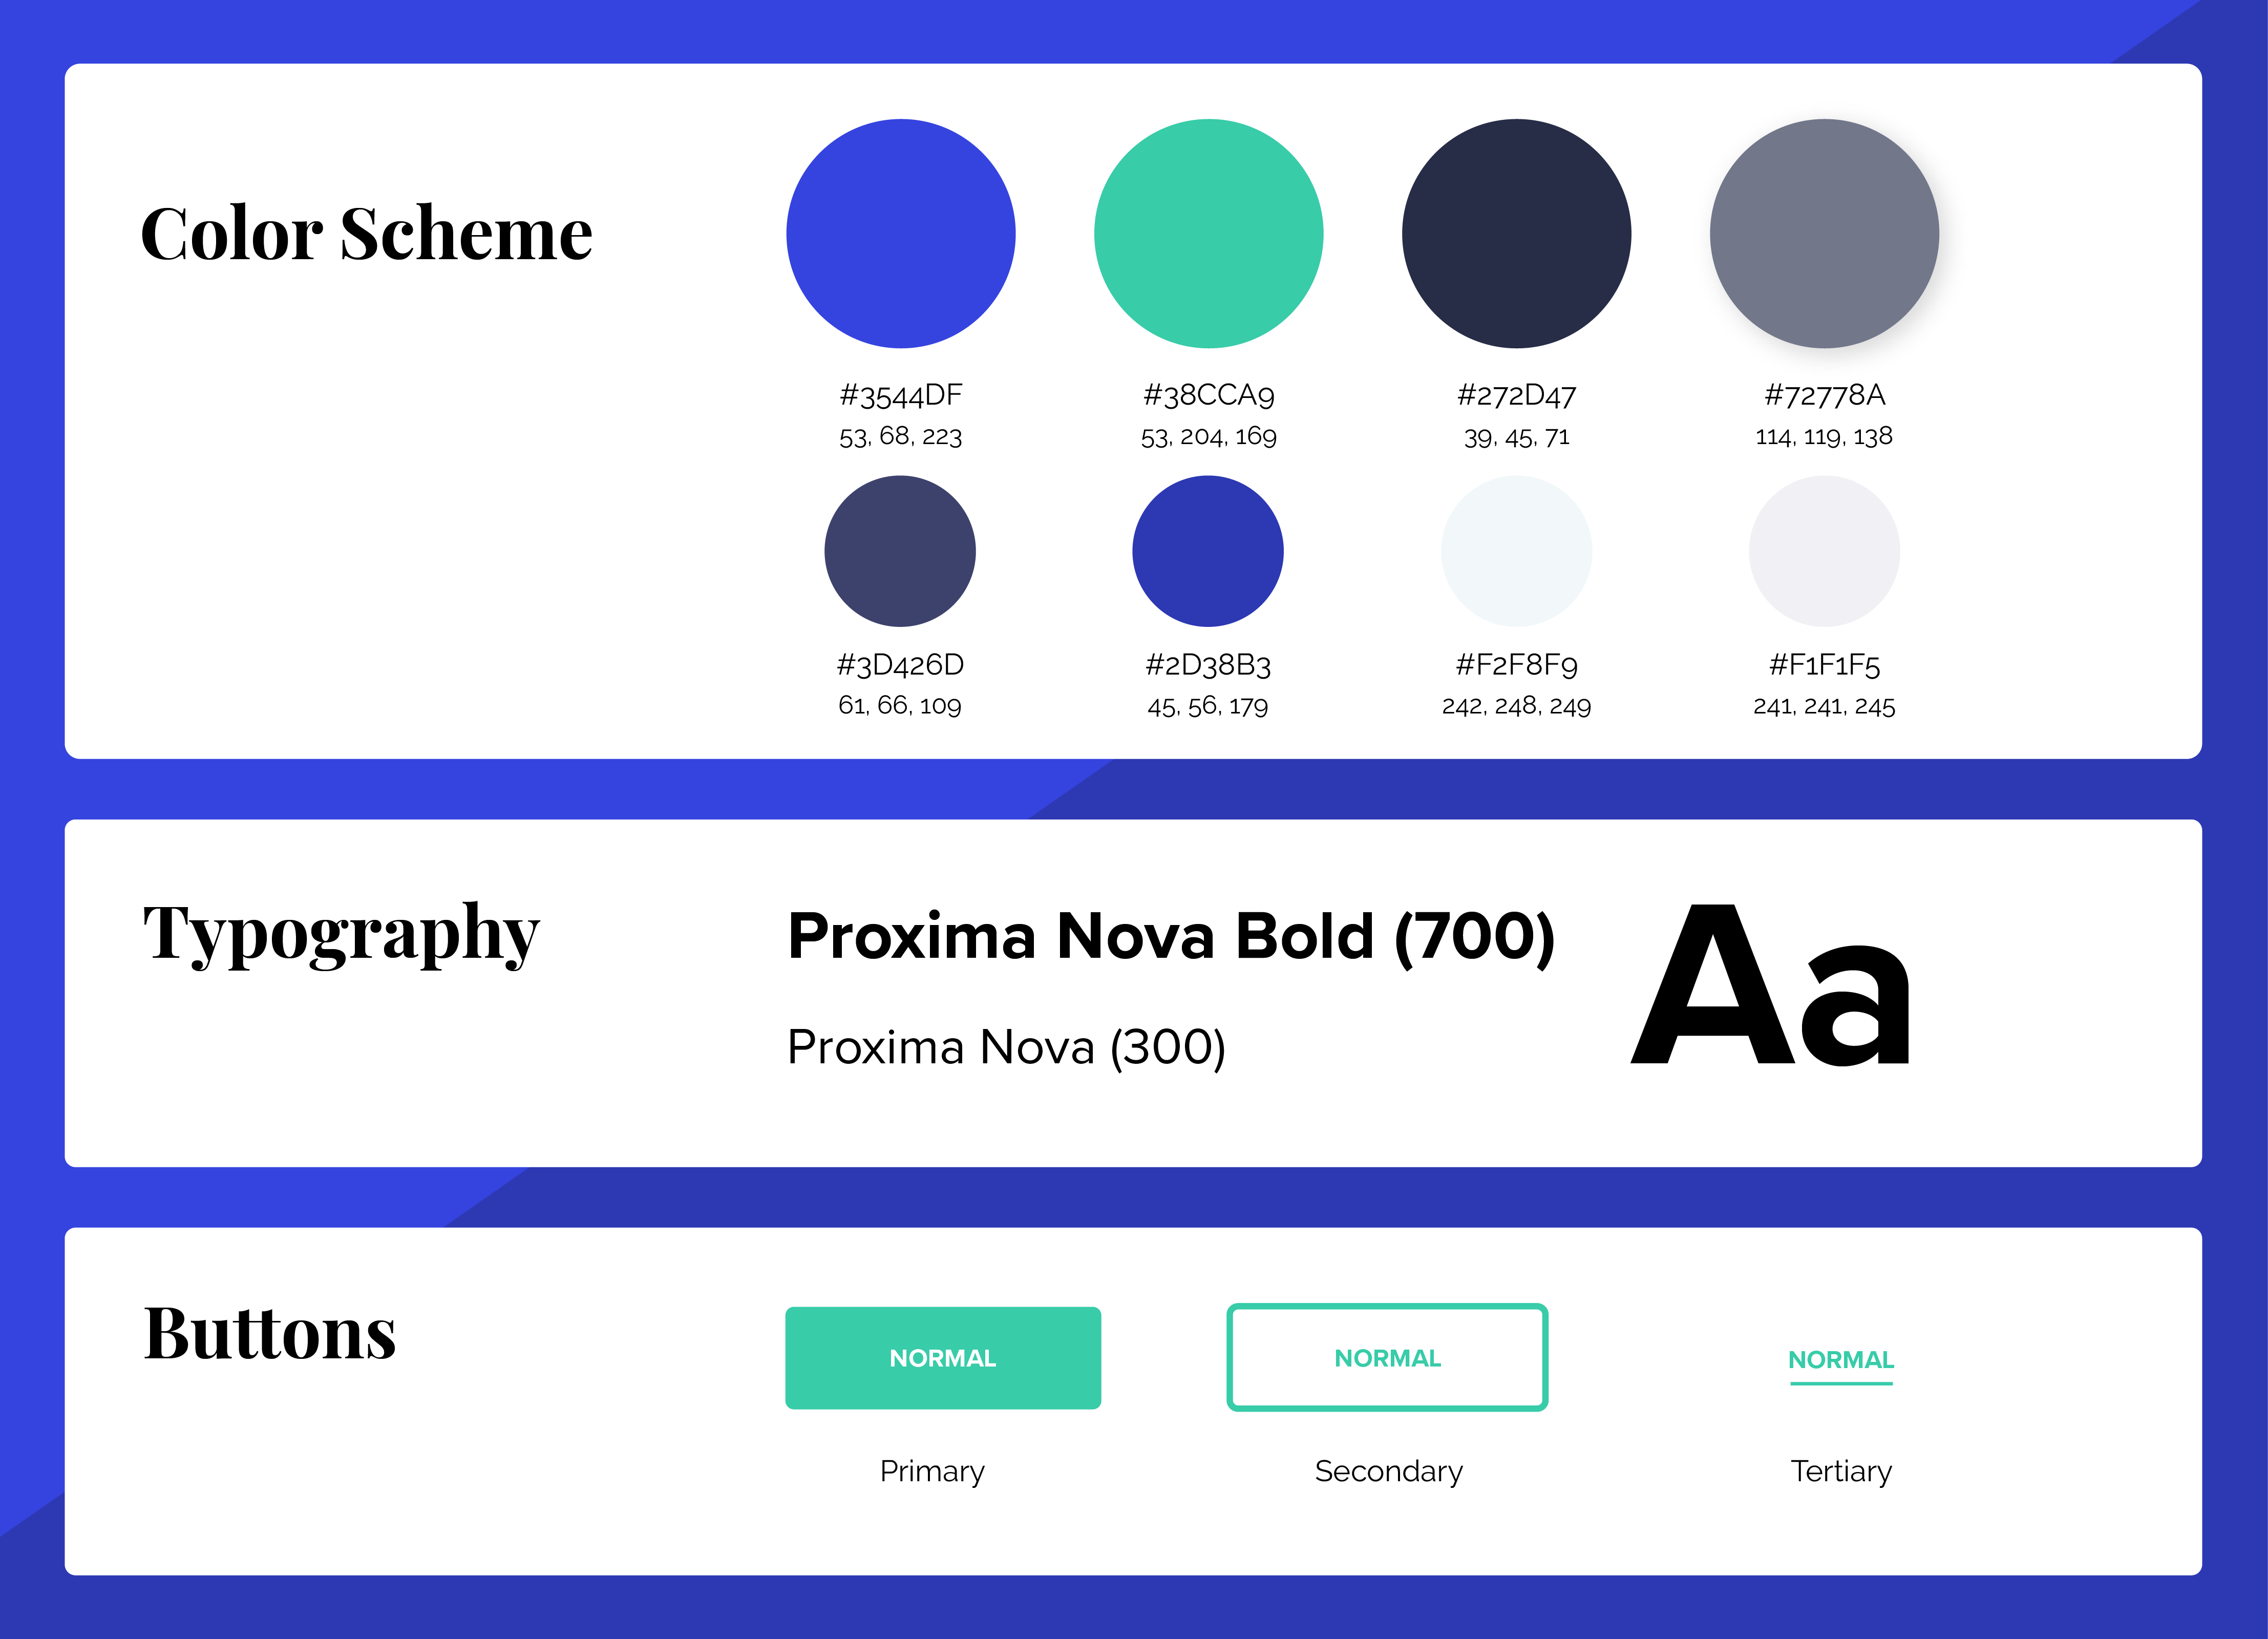 Color Scheme
#3544DF
53, 68, 223
#38CCA9
53, 204, 169
#272D47
39, 45, 71
#72778A
114, 119, 138
#3D426D
61, 66, 109
#2D38B3
45, 56, 179
#F2F8F9
242, 248, 249
#F1F1F5
241, 241, 245
Typography
Proxima Nova Bold (700)
Proxima Nova (300)
Aa
Buttons
NORMAL
Primary
NORMAL
Secondary
NORMAL
Tertiary